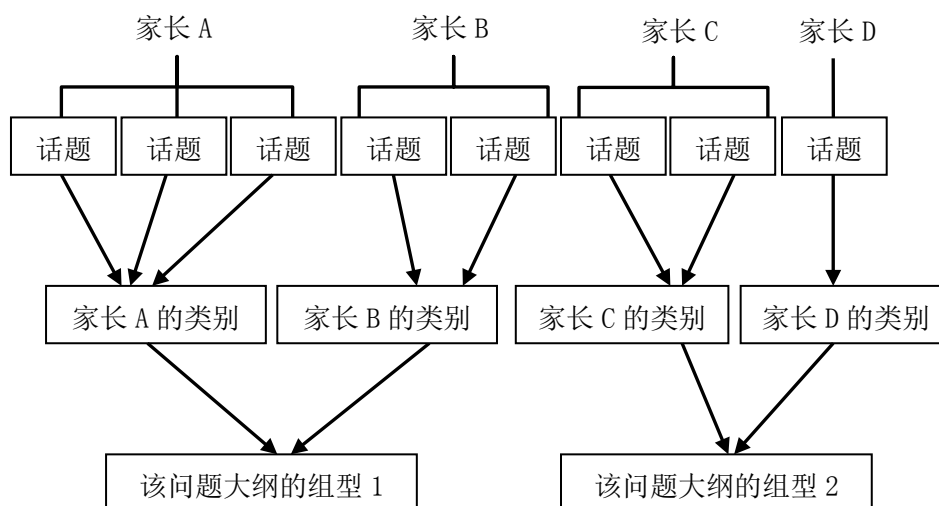 家长 A 家长 B 家长 C 家长 D
话题 话题 话题 话题 话题 话题 话题 话题
家长 A 的类别 家长 B 的类别 家长 C 的类别 家长 D 的类别
该问题大纲的组型 1 该问题大纲的组型 2